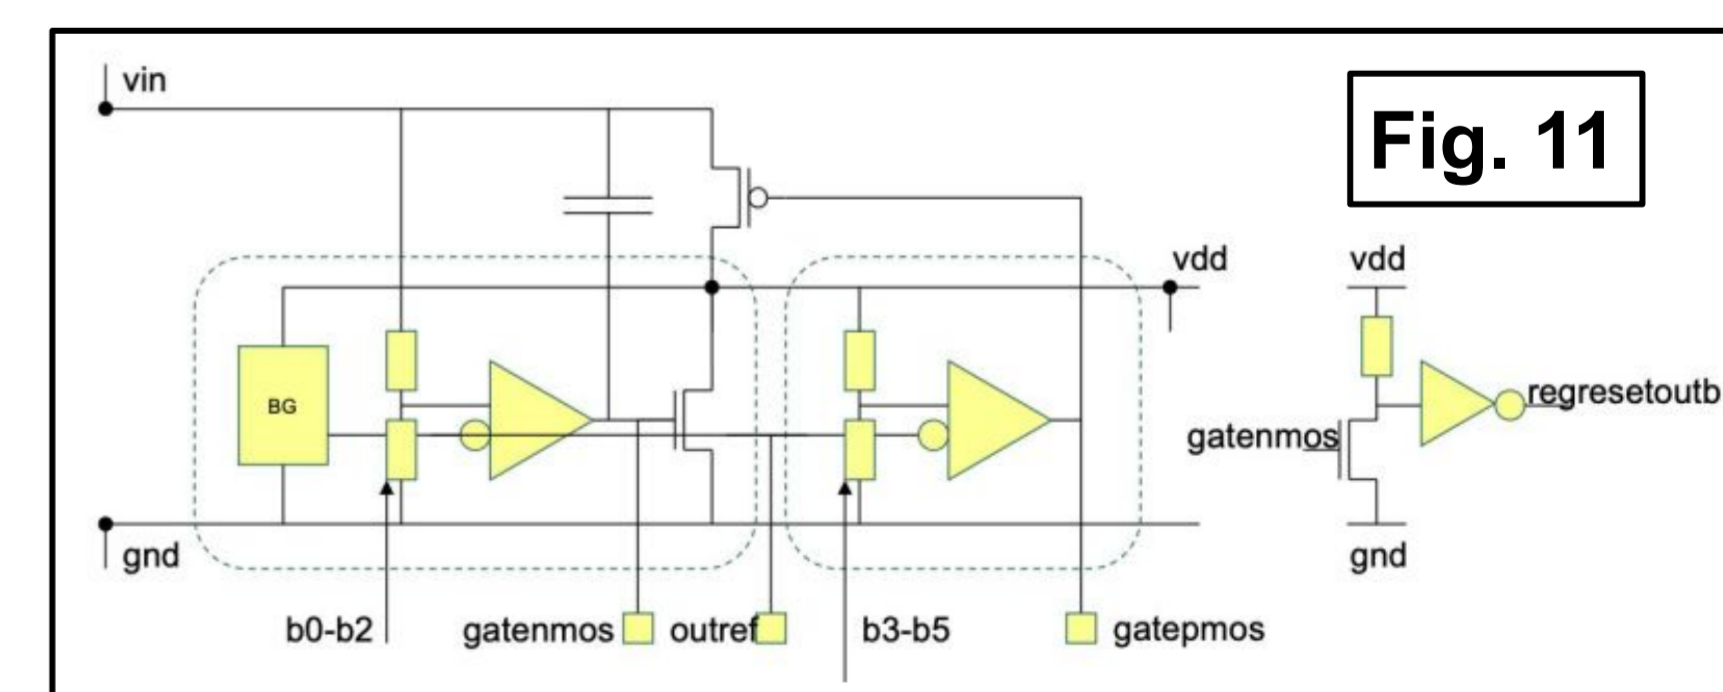 vin
Fig. 11
vdd
vdd
BG
regresetoutb
gatenmos
gnd
gnd
b0-b2
gatenmos
outref
b3-b5
gatepmos